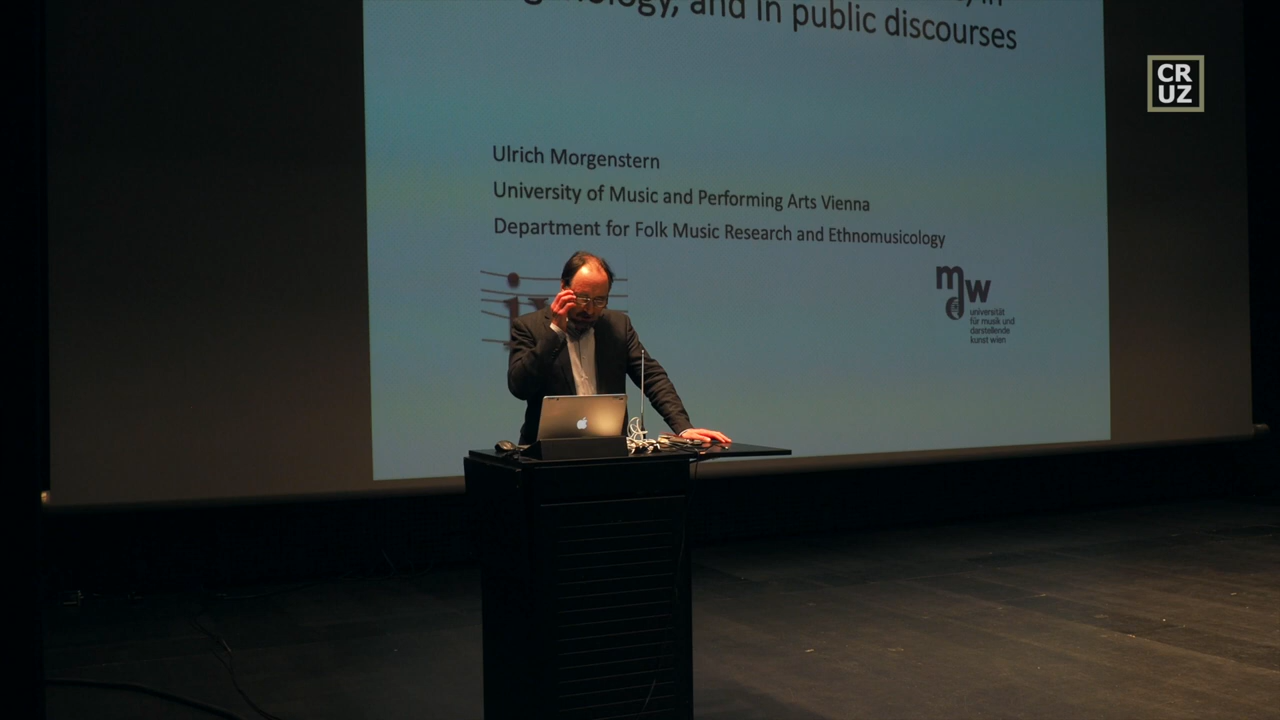 and in public discourses
CR
UZ
Ulrich Morgenstern
University of Music and Performing Arts Vienna
Department for Folk Music Research and Ethnomusicology
mdw
universität
für musik und
darstellende
kunst wien